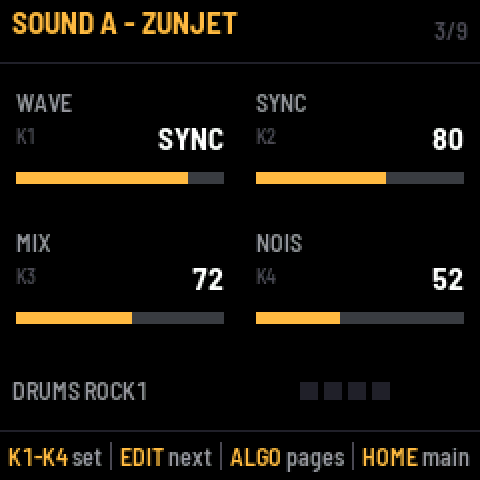 SOUND A - ZUNJET 3/9
WAVE SYNC
K1 SYNC K2 80
MIX NOIS
K3 72 K4 52
DRUMS ROCK1
K1-K4 set | EDIT next | ALGO pages | HOME main